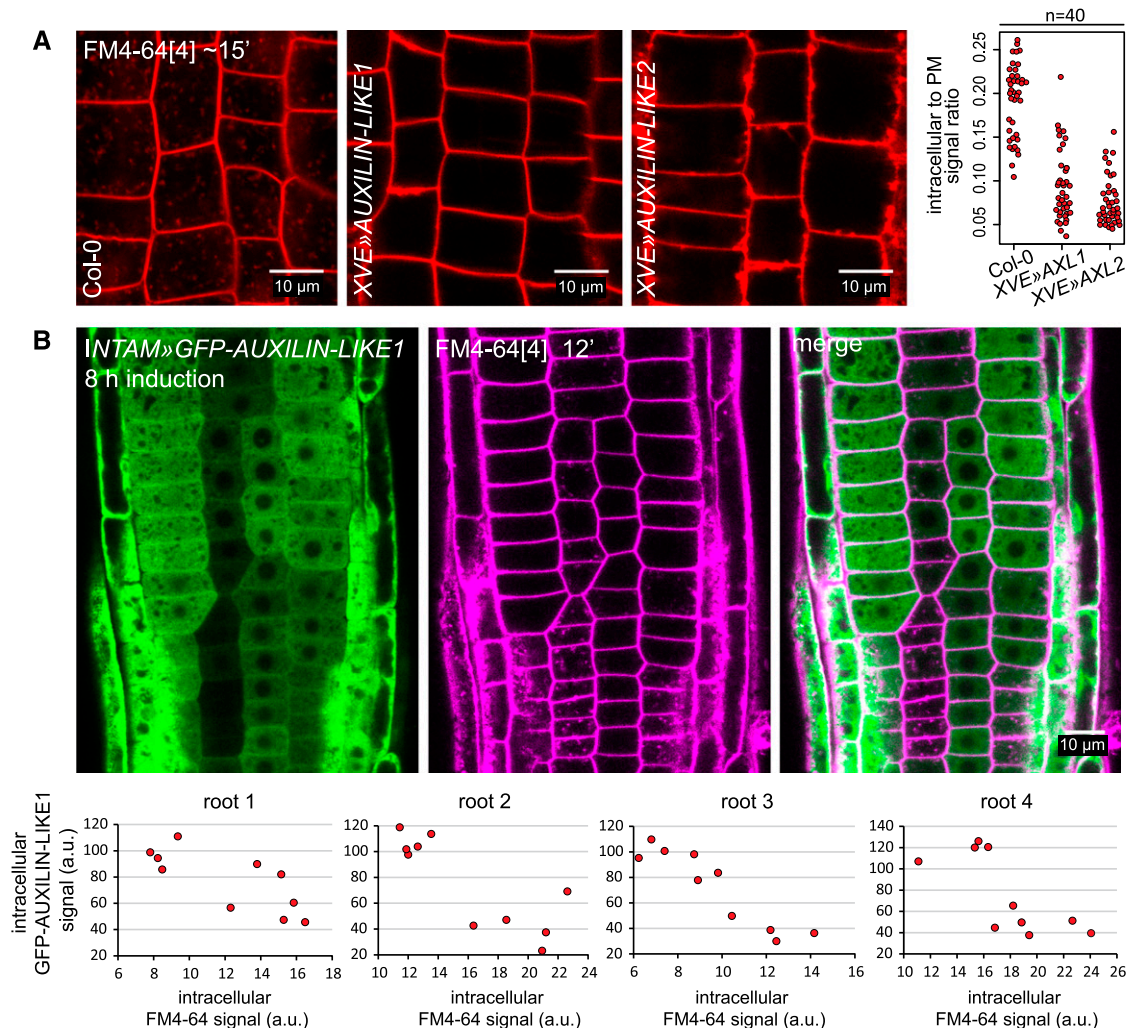 A
FM4-64[4] ~15’
Col-0
10 µm
XVE»AUXILIN-LIKE1
10 µm
XVE»AUXILIN-LIKE2
10 µm
n=40
intracellular to PM
signal ratio
0.25
0.20
0.15
0.10
0.05
Col-0
XVE»AXL1
XVE»AXL2
B
INTAM»GFP-AUXILIN-LIKE1
8 h induction
FM4-64[4] 12’
merge
10 µm
intracellular
GFP-AUXILIN-LIKE1
signal (a.u.)
root 1
120
100
80
60
40
20
6 8 10 12 14 16 18
intracellular
FM4-64 signal (a.u.)
root 2
120
100
80
60
40
20
10 12 14 16 18 20 22 24
intracellular
FM4-64 signal (a.u.)
root 3
120
100
80
60
40
20
6 8 10 12 14 16
intracellular
FM4-64 signal (a.u.)
root 4
140
120
100
80
60
40
20
10 12 14 16 18 20 22 24 26
intracellular
FM4-64 signal (a.u.)